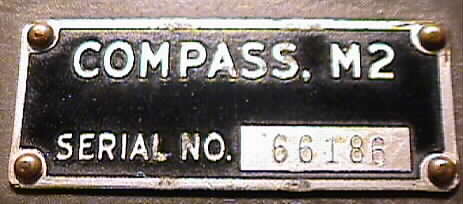 COMPASS, M2
SERIAL NO. 66186